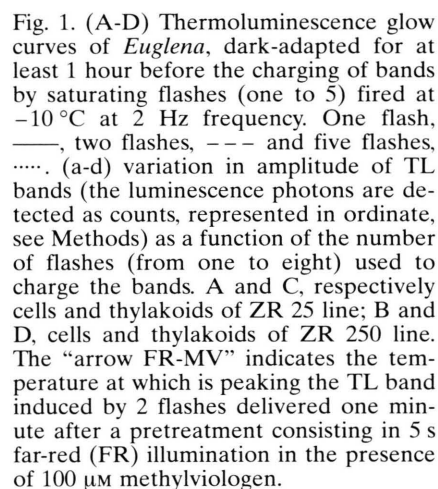 Fig. 1. (A-D) Thermoluminescence glow
curves of Euglena, dark-adapted for at
least 1 hour before the charging of bands
by saturating flashes (one to 5) fired at
−10 °C at 2 Hz frequency. One flash,
——, two flashes, – – – and five flashes,
·····. (a-d) variation in amplitude of TL
bands (the luminescence photons are de-
tected as counts, represented in ordinate,
see Methods) as a function of the number
of flashes (from one to eight) used to
charge the bands. A and C, respectively
cells and thylakoids of ZR 25 line; B and
D, cells and thylakoids of ZR 250 line.
The “arrow FR-MV” indicates the tem-
perature at which is peaking the TL band
induced by 2 flashes delivered one min-
ute after a pretreatment consisting in 5 s
far-red (FR) illumination in the presence
of 100 μM methylviologen.